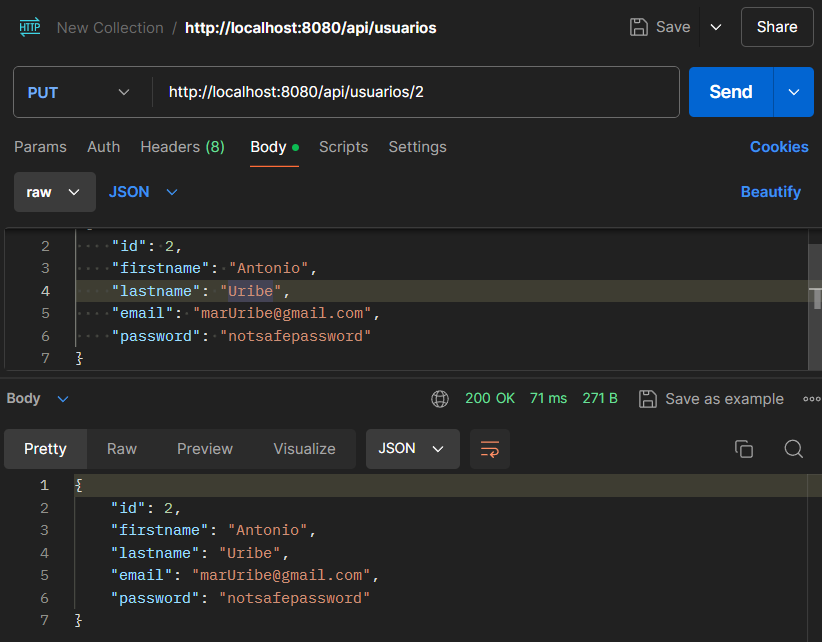 HTTP New Collection / http://localhost:8080/api/usuarios Save Share
PUT http://localhost:8080/api/usuarios/2 Send
Params Auth Headers (8) Body Scripts Settings Cookies
raw JSON Beautify
2 "id": 2,
3 "firstname": "Antonio",
4 "lastname": "Uribe",
5 "email": "marUribe@gmail.com",
6 "password": "notsafepassword"
7 }
Body 200 OK 71 ms 271 B Save as example
Pretty Raw Preview Visualize JSON
1 {
2 "id": 2,
3 "firstname": "Antonio",
4 "lastname": "Uribe",
5 "email": "marUribe@gmail.com",
6 "password": "notsafepassword"
7 }